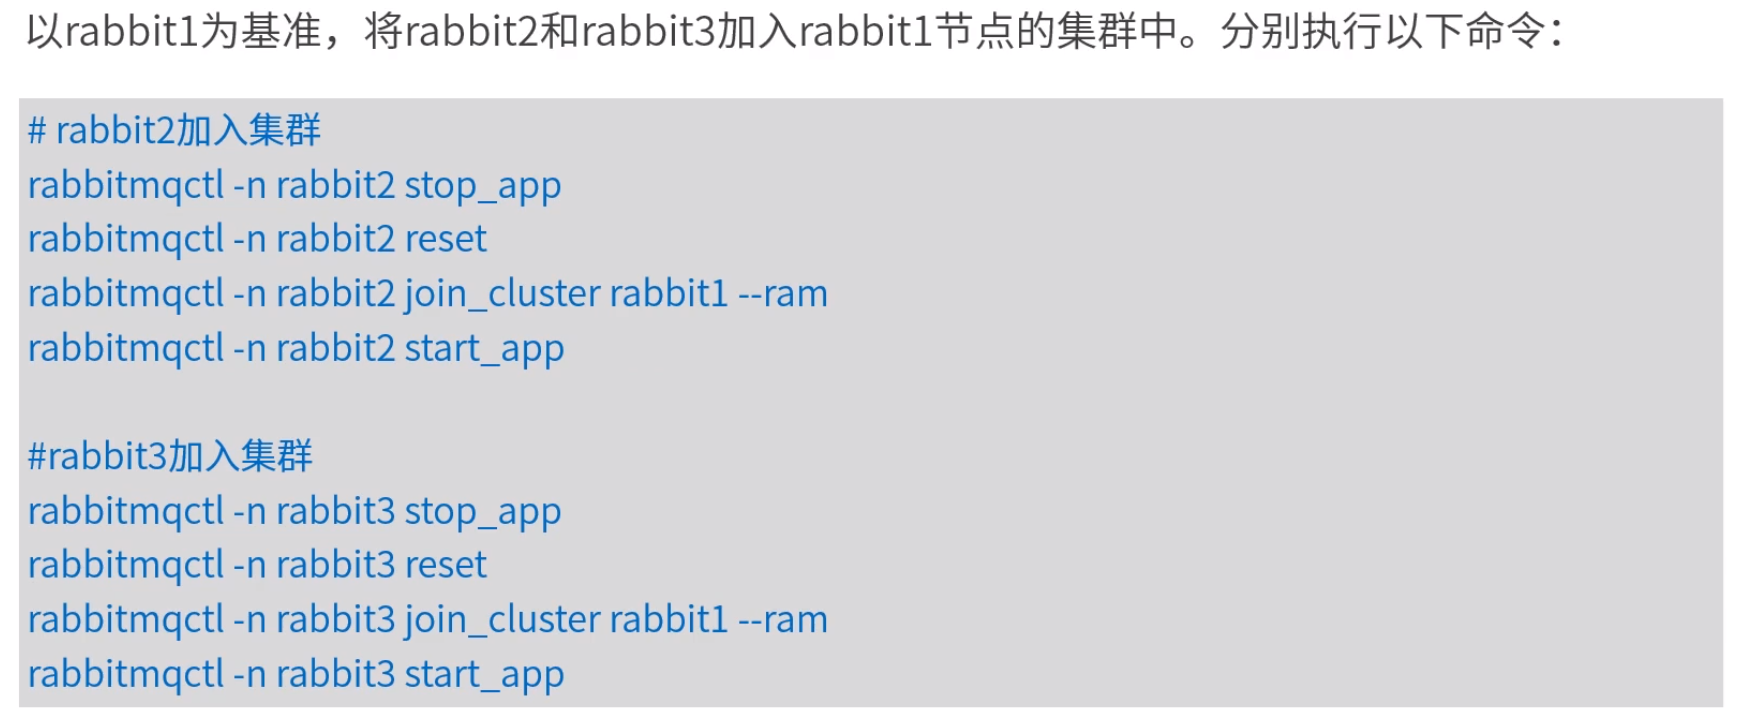 以rabbit1为基准，将rabbit2和rabbit3加入rabbit1节点的集群中。分别执行以下命令：
# rabbit2加入集群
rabbitmqctl -n rabbit2 stop_app
rabbitmqctl -n rabbit2 reset
rabbitmqctl -n rabbit2 join_cluster rabbit1 --ram
rabbitmqctl -n rabbit2 start_app
#rabbit3加入集群
rabbitmqctl -n rabbit3 stop_app
rabbitmqctl -n rabbit3 reset
rabbitmqctl -n rabbit3 join_cluster rabbit1 --ram
rabbitmqctl -n rabbit3 start_app